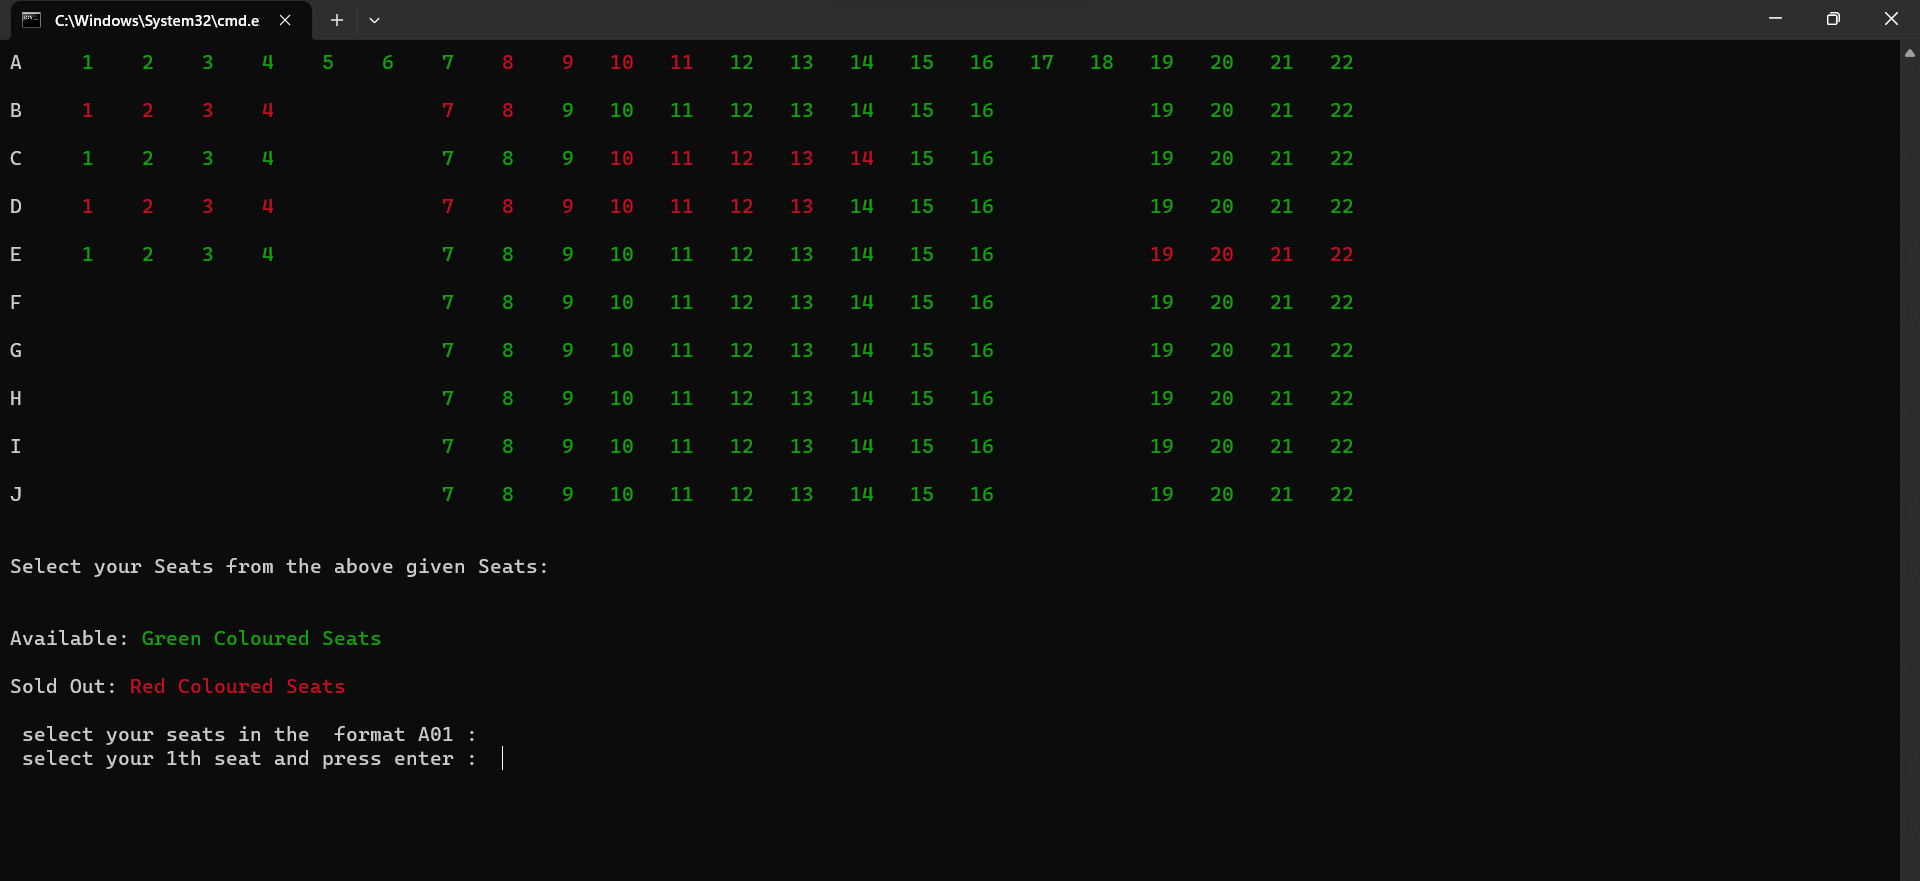 C:\Windows\System32\cmd.e
A 1 2 3 4 5 6 7 8 9 10 11 12 13 14 15 16 17 18 19 20 21 22
B 1 2 3 4 7 8 9 10 11 12 13 14 15 16 19 20 21 22
C 1 2 3 4 7 8 9 10 11 12 13 14 15 16 19 20 21 22
D 1 2 3 4 7 8 9 10 11 12 13 14 15 16 19 20 21 22
E 1 2 3 4 7 8 9 10 11 12 13 14 15 16 19 20 21 22
F 7 8 9 10 11 12 13 14 15 16 19 20 21 22
G 7 8 9 10 11 12 13 14 15 16 19 20 21 22
H 7 8 9 10 11 12 13 14 15 16 19 20 21 22
I 7 8 9 10 11 12 13 14 15 16 19 20 21 22
J 7 8 9 10 11 12 13 14 15 16 19 20 21 22
Select your Seats from the above given Seats:
Available: Green Coloured Seats
Sold Out: Red Coloured Seats
select your seats in the  format A01 :
select your 1th seat and press enter :